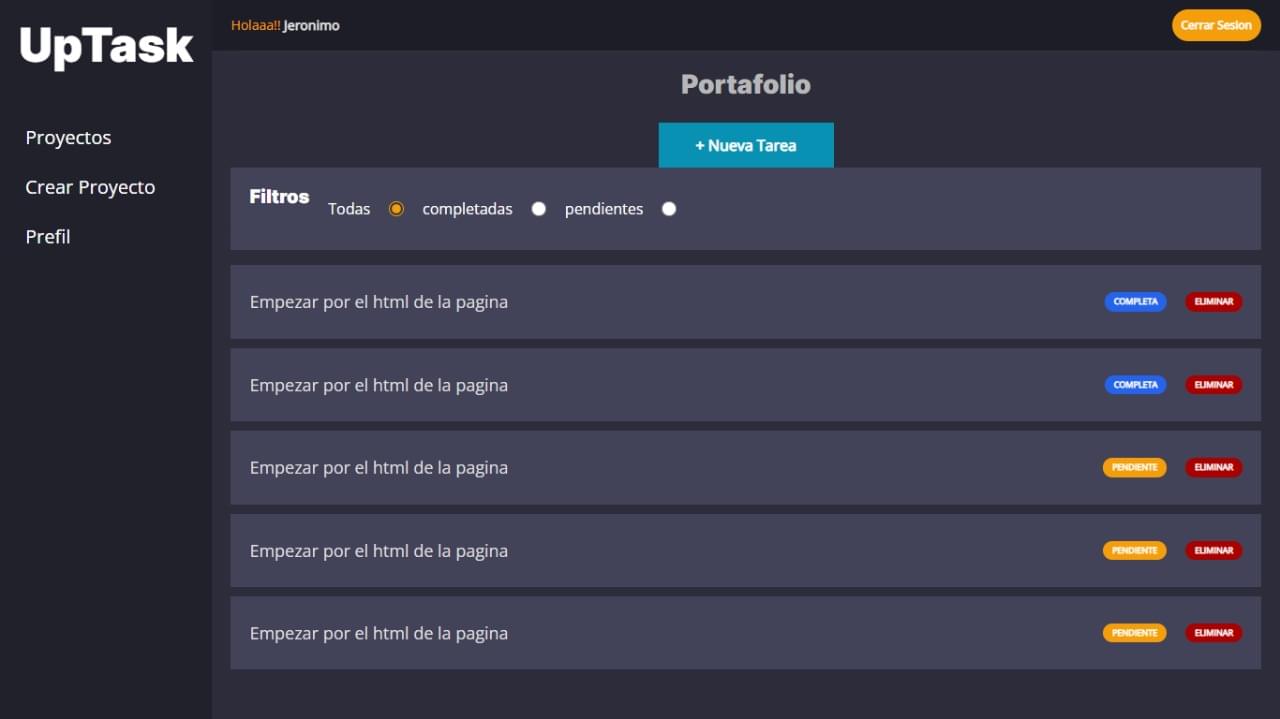 UpTask
Holaaa!! Jeronimo
Cerrar Sesion
Proyectos
Crear Proyecto
Prefil
Portafolio
+ Nueva Tarea
Filtros
Todas completadas pendientes
Empezar por el html de la pagina COMPLETA ELIMINAR
Empezar por el html de la pagina COMPLETA ELIMINAR
Empezar por el html de la pagina PENDIENTE ELIMINAR
Empezar por el html de la pagina PENDIENTE ELIMINAR
Empezar por el html de la pagina PENDIENTE ELIMINAR